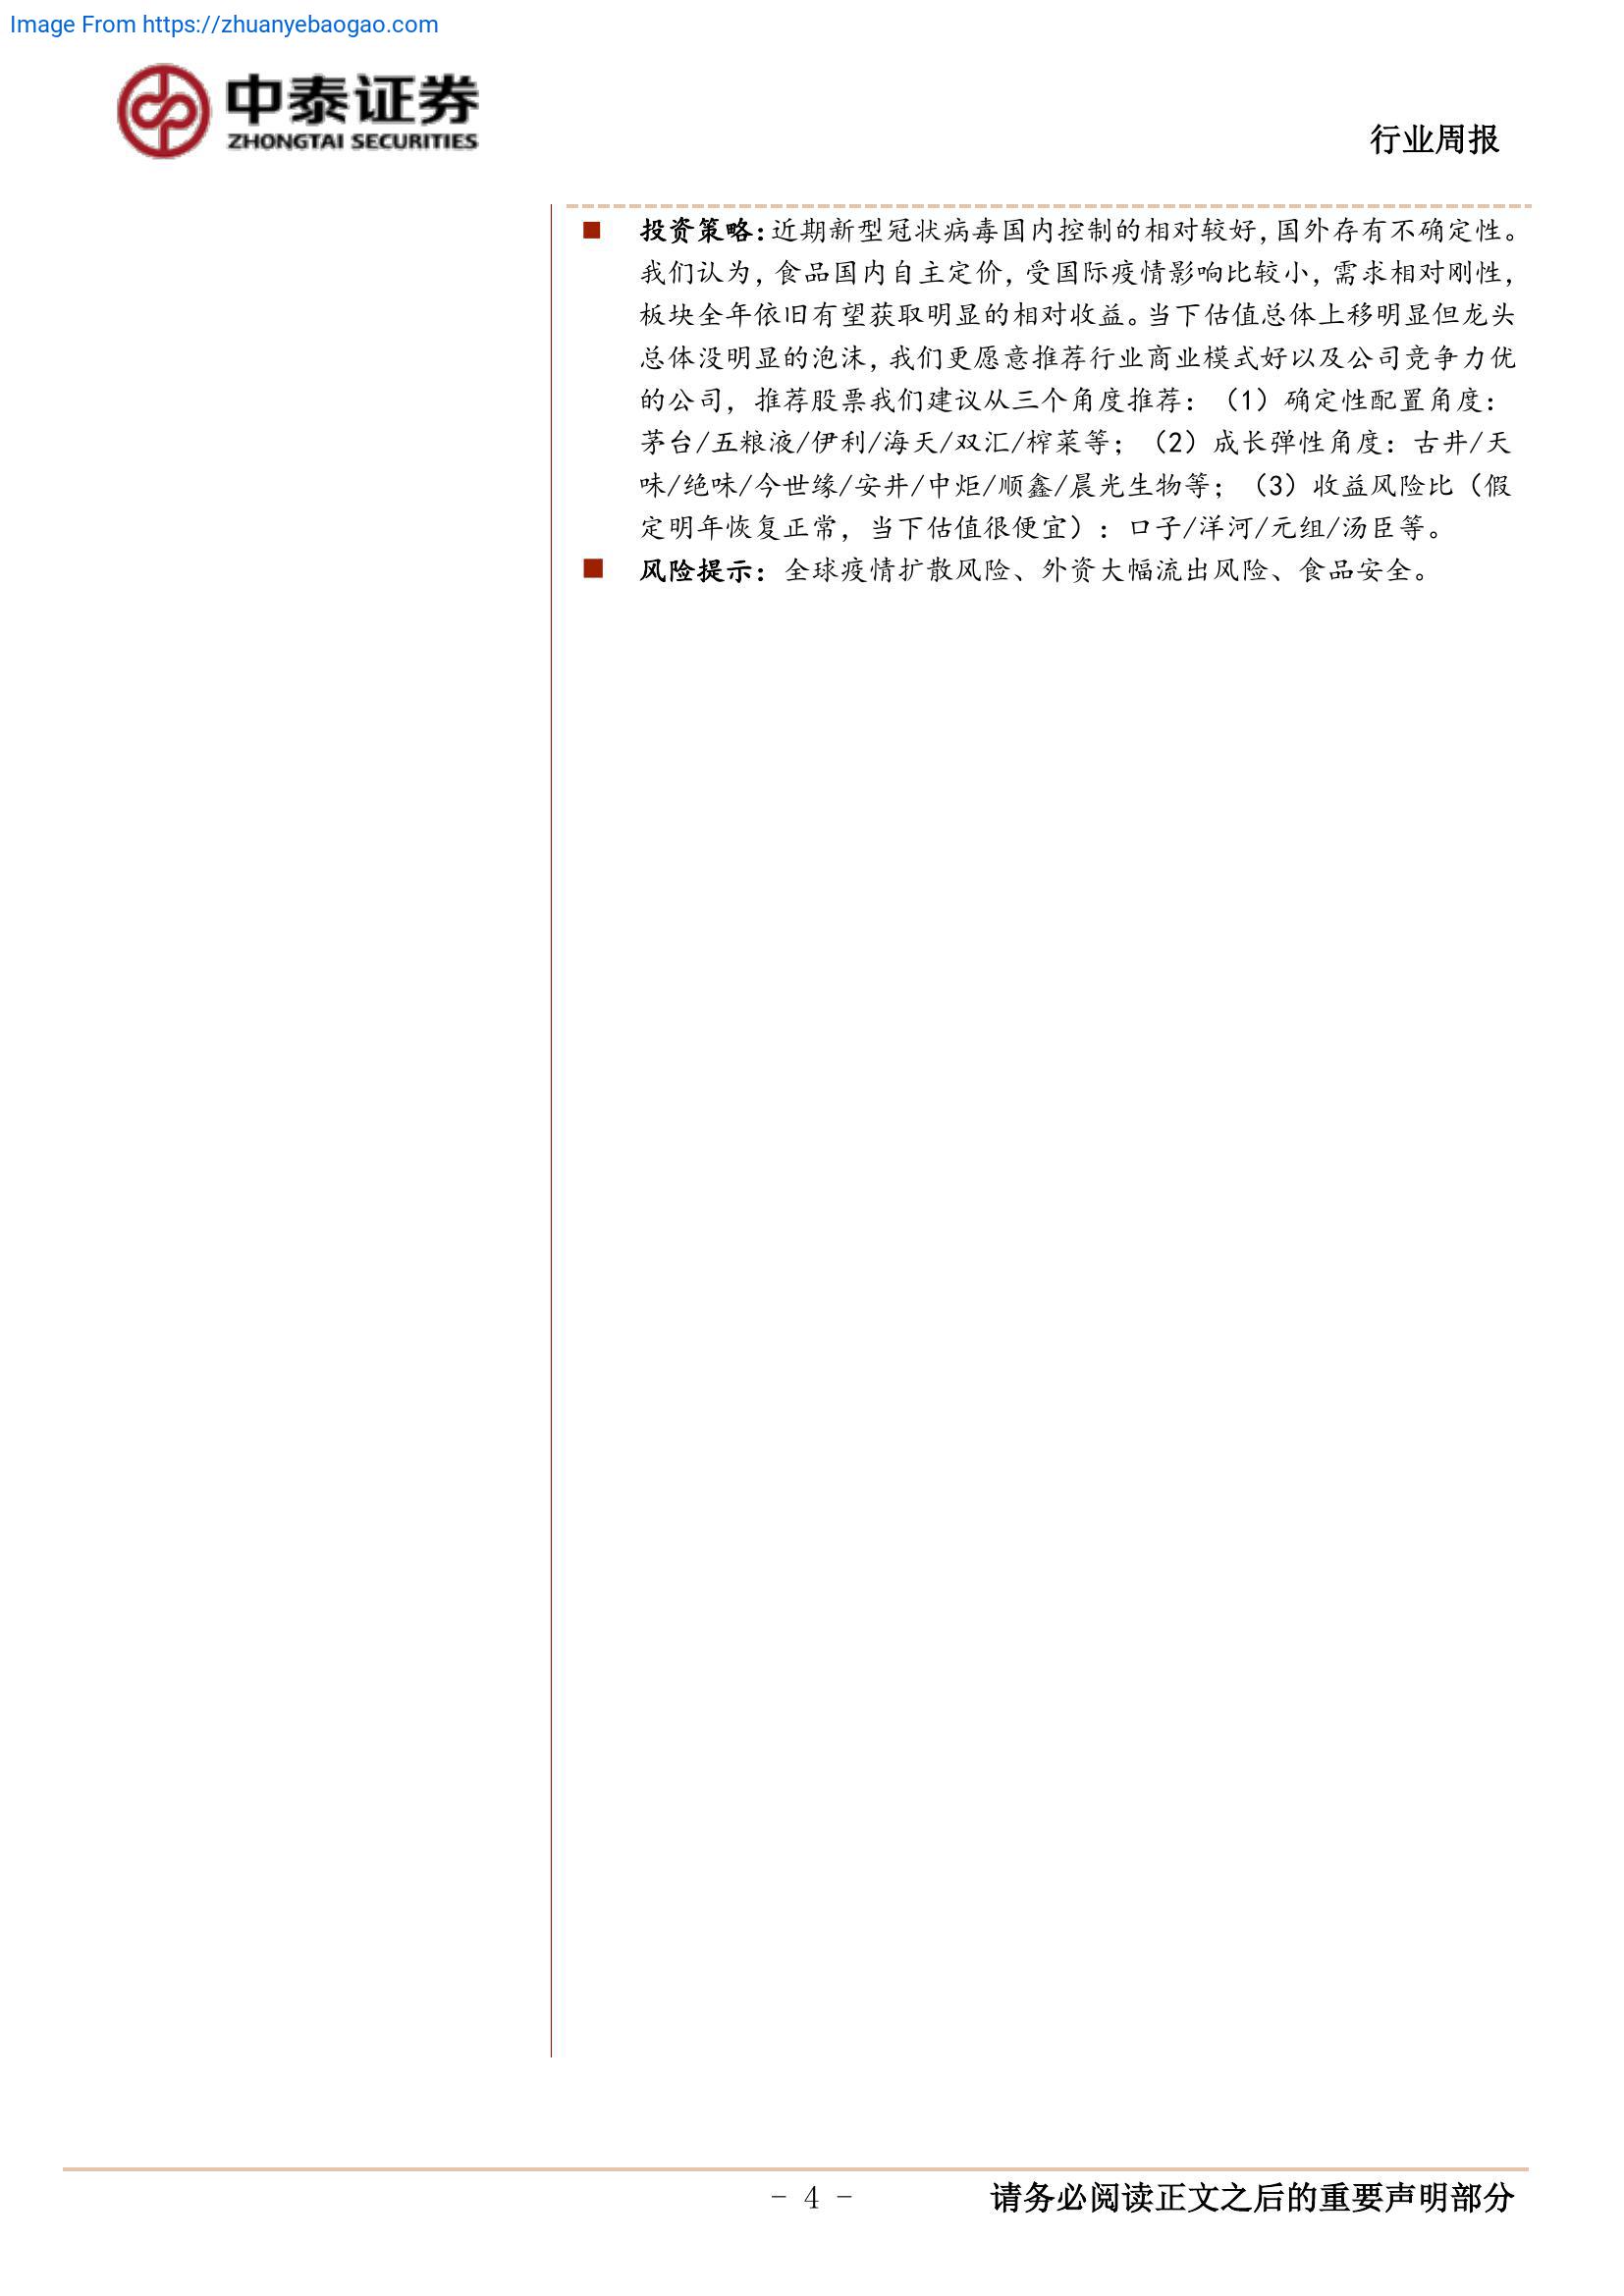 Image From https://zhuanyebaogao.com
中泰证券
ZHONGTAI SECURITIES
行业周报
■ 投资策略：近期新型冠状病毒国内控制的相对较好，国外存有不确定性。
我们认为，食品国内自主定价，受国际疫情影响比较小，需求相对刚性，
板块全年依旧有望获取明显的相对收益。当下估值总体上移明显但龙头
总体没明显的泡沫，我们更愿意推荐行业商业模式好以及公司竞争力优
的公司，推荐股票我们建议从三个角度推荐：（1）确定性配置角度：
茅台/五粮液/伊利/海天/双汇/榨菜等；（2）成长弹性角度：古井/天
味/绝味/今世缘/安井/中炬/顺鑫/晨光生物等；（3）收益风险比（假
定明年恢复正常，当下估值很便宜）：口子/洋河/元组/汤臣等。
■ 风险提示：全球疫情扩散风险、外资大幅流出风险、食品安全。
- 4 -
请务必阅读正文之后的重要声明部分